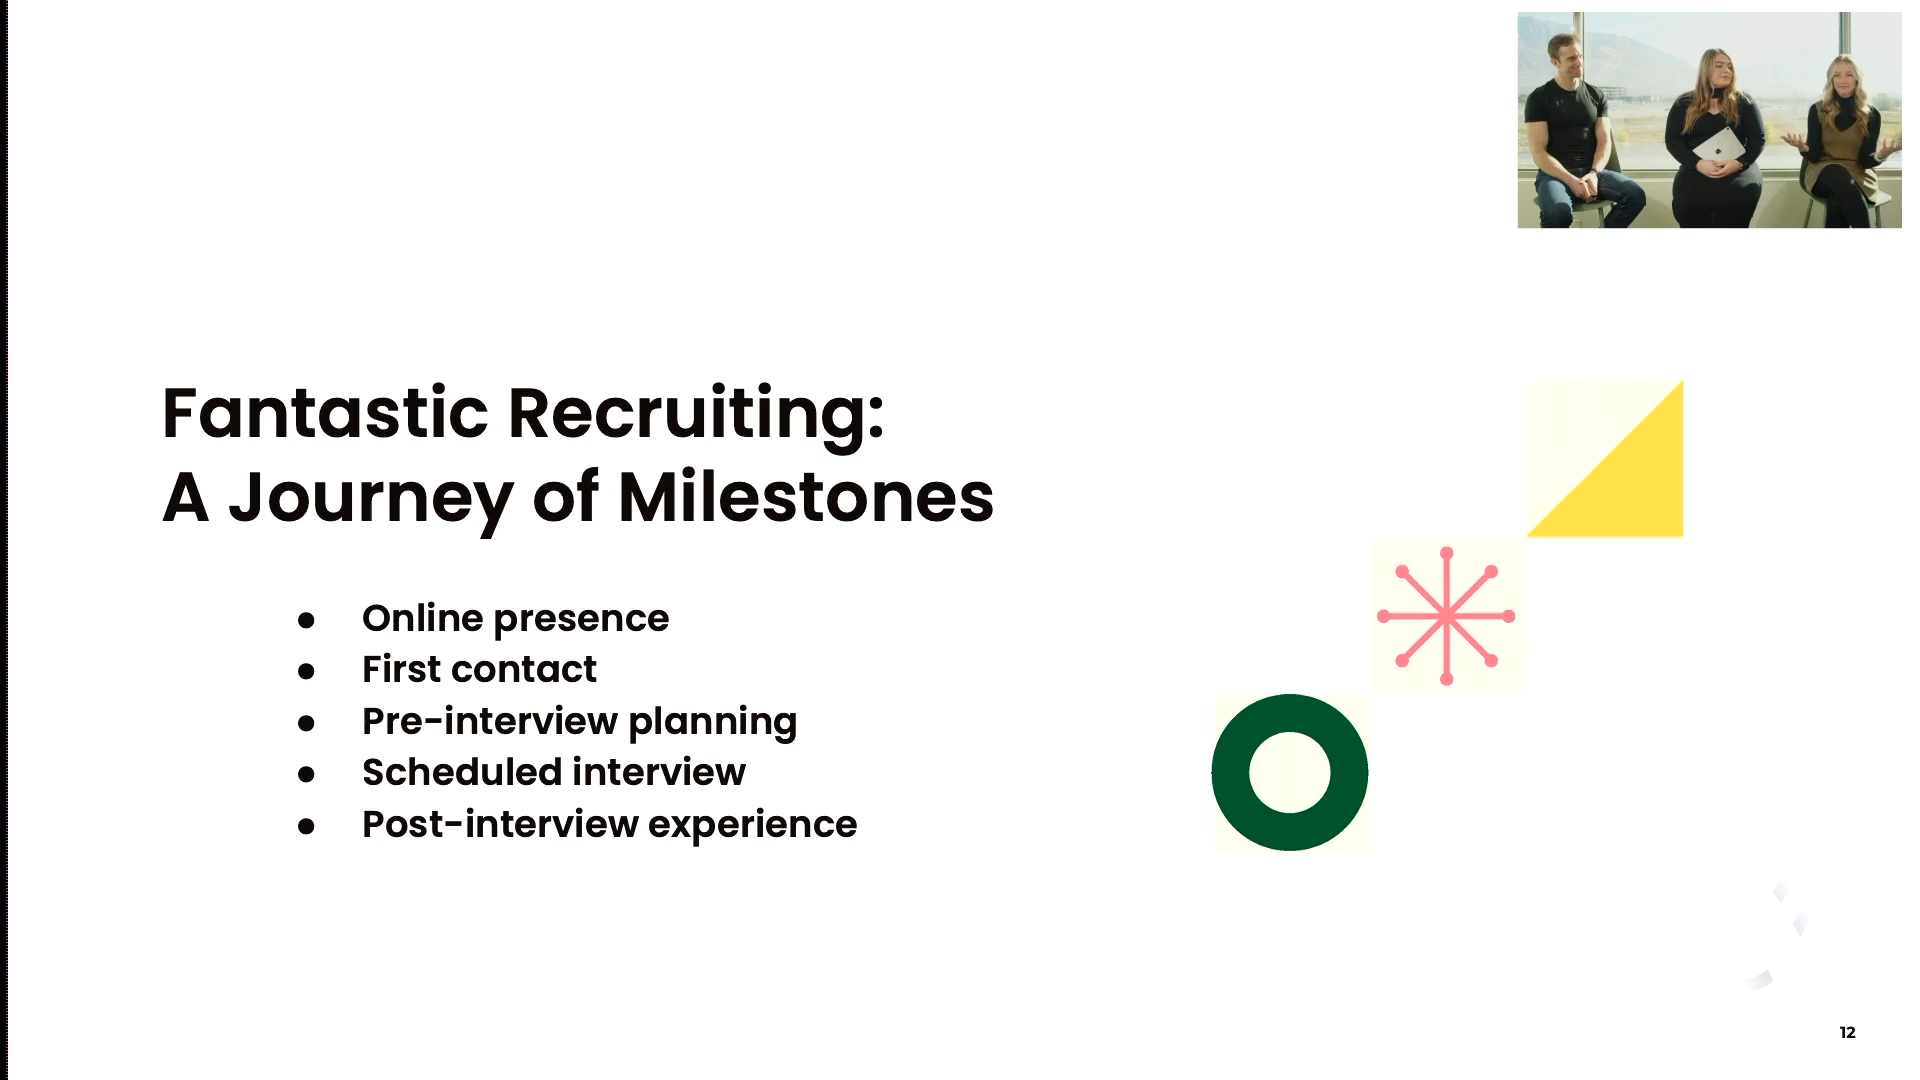 Fantastic Recruiting:
A Journey of Milestones
● Online presence
● First contact
● Pre-interview planning
● Scheduled interview
● Post-interview experience
12